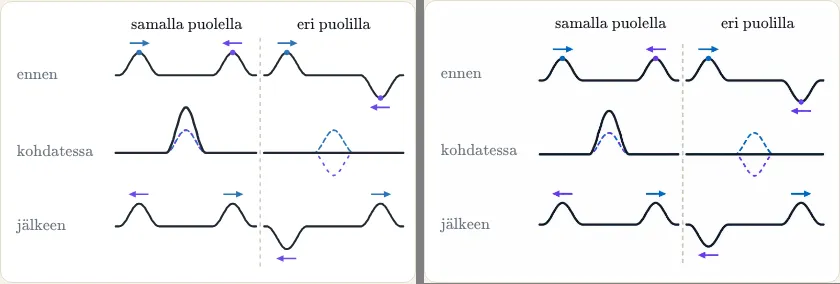 samalla puolella eri puolilla
ennen
kohdatessa
jälkeen
samalla puolella eri puolilla
ennen
kohdatessa
jälkeen